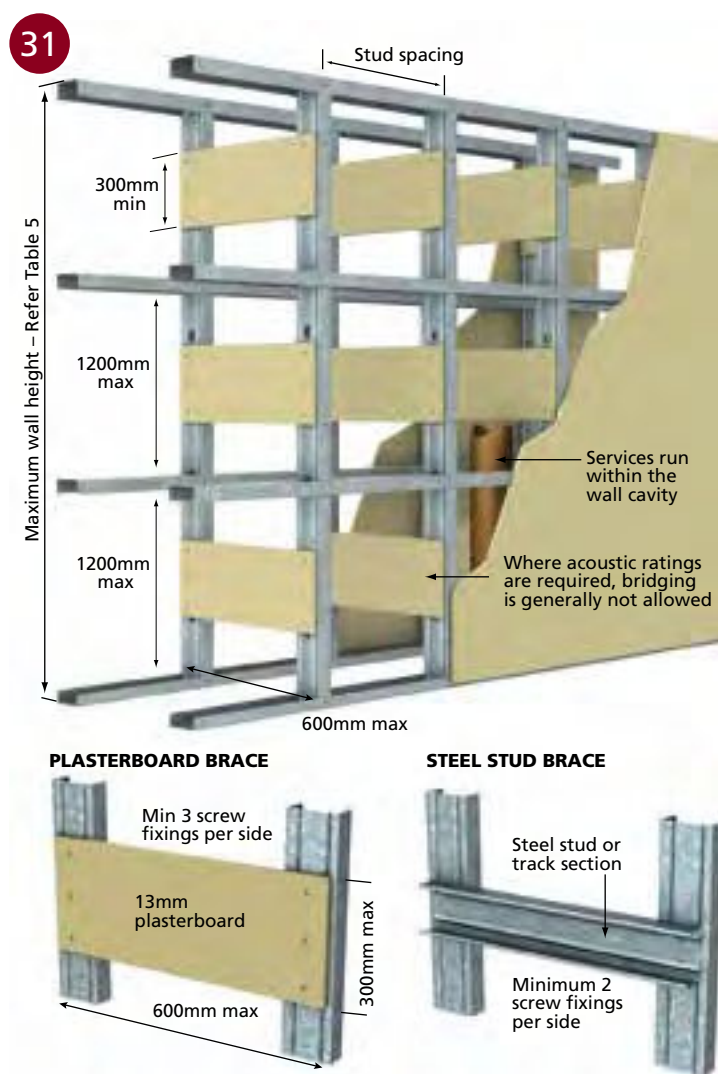 31
Stud spacing
300mm
min
Maximum wall height – Refer Table 5
1200mm
max
Services run
within the
wall cavity
1200mm
max
Where acoustic ratings
are required, bridging
is generally not allowed
600mm max
PLASTERBOARD BRACE
Min 3 screw
fixings per side
13mm
plasterboard
300mm max
600mm max
STEEL STUD BRACE
Steel stud or
track section
Minimum 2
screw fixings
per side